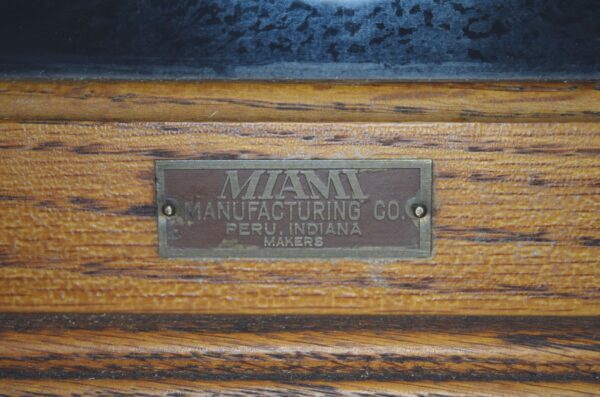 MIAMI
MANUFACTURING CO.
PERU, INDIANA
MAKERS